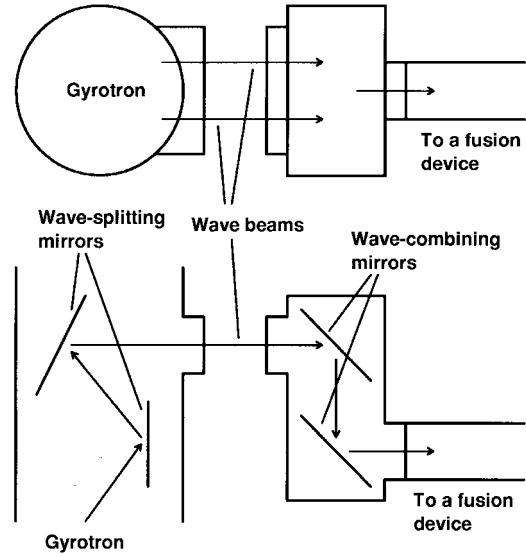 Gyrotron
To a fusion
device
Wave-splitting
mirrors
Wave beams
Wave-combining
mirrors
To a fusion
device
Gyrotron